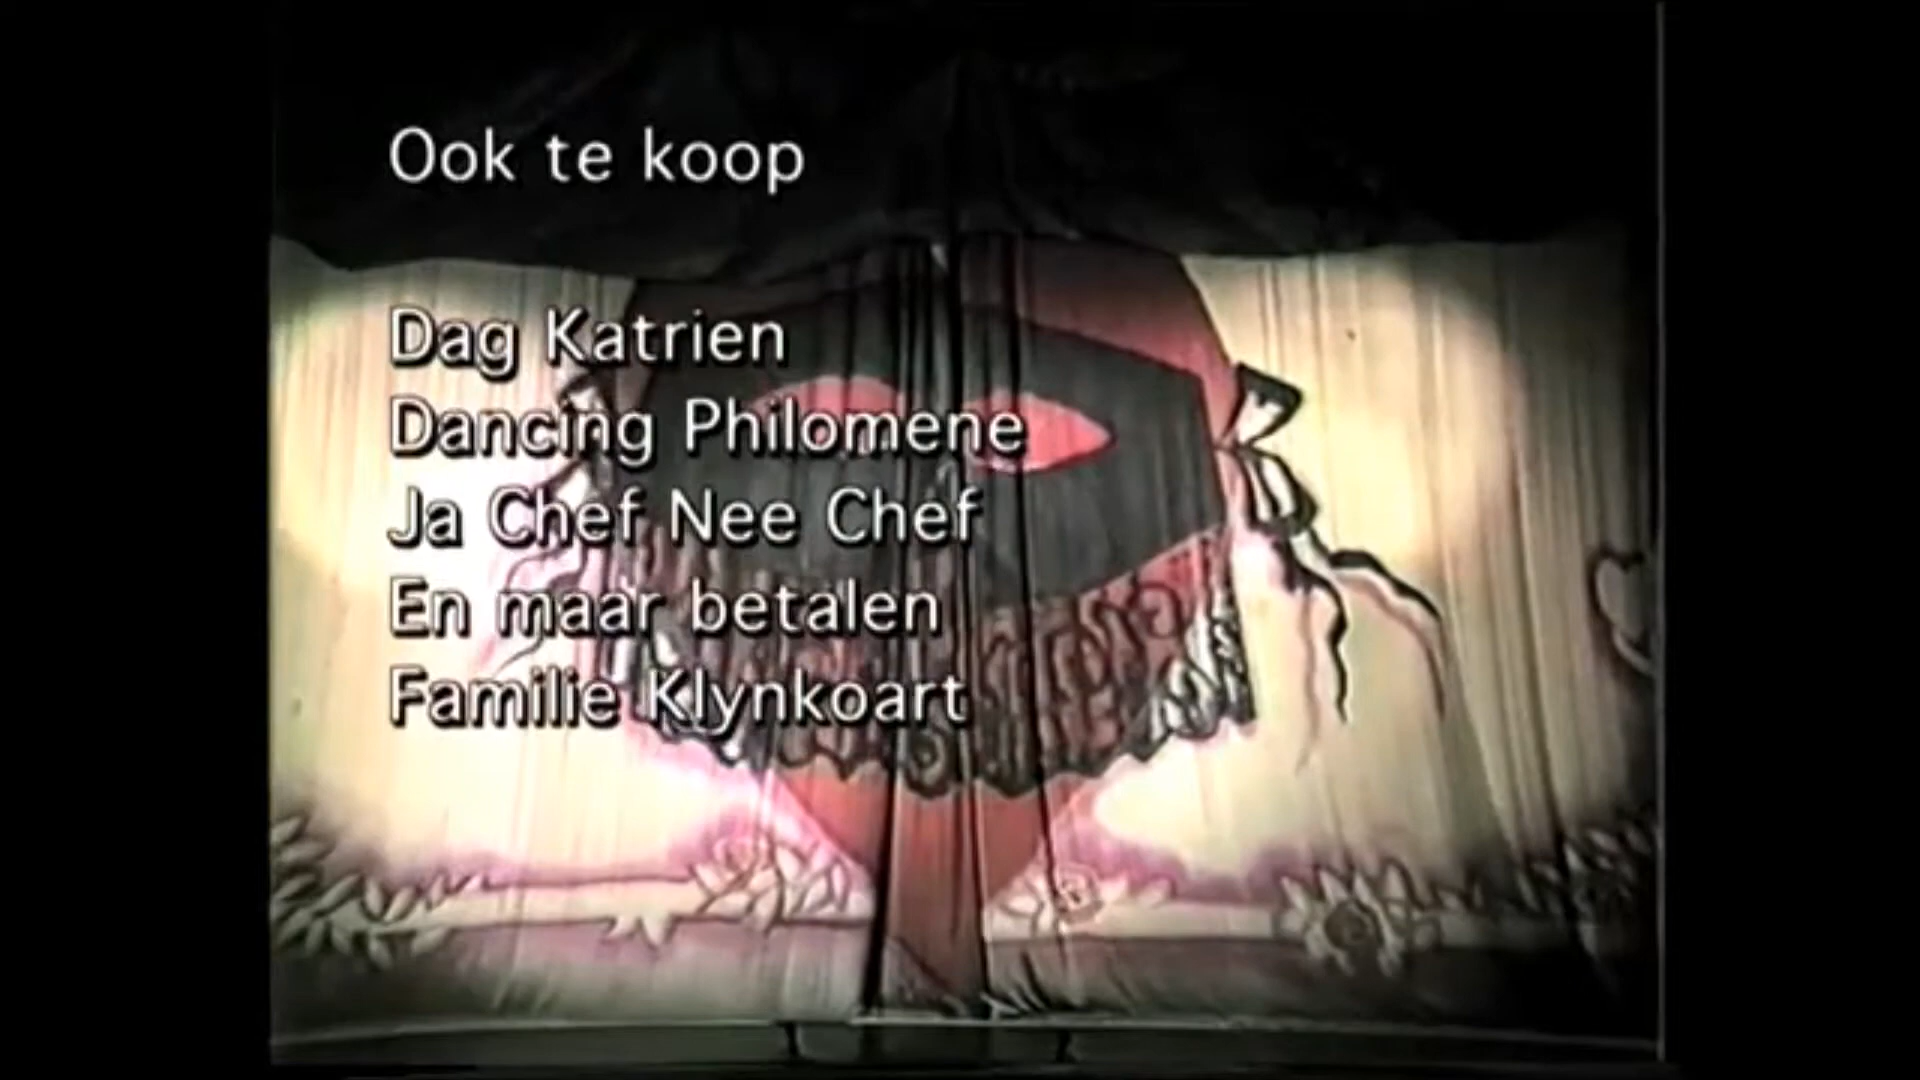 Ook te koop
Dag Katrien
Dancing Philomene
Ja Chef Nee Chef
En maar betalen
Familie Klynkoart